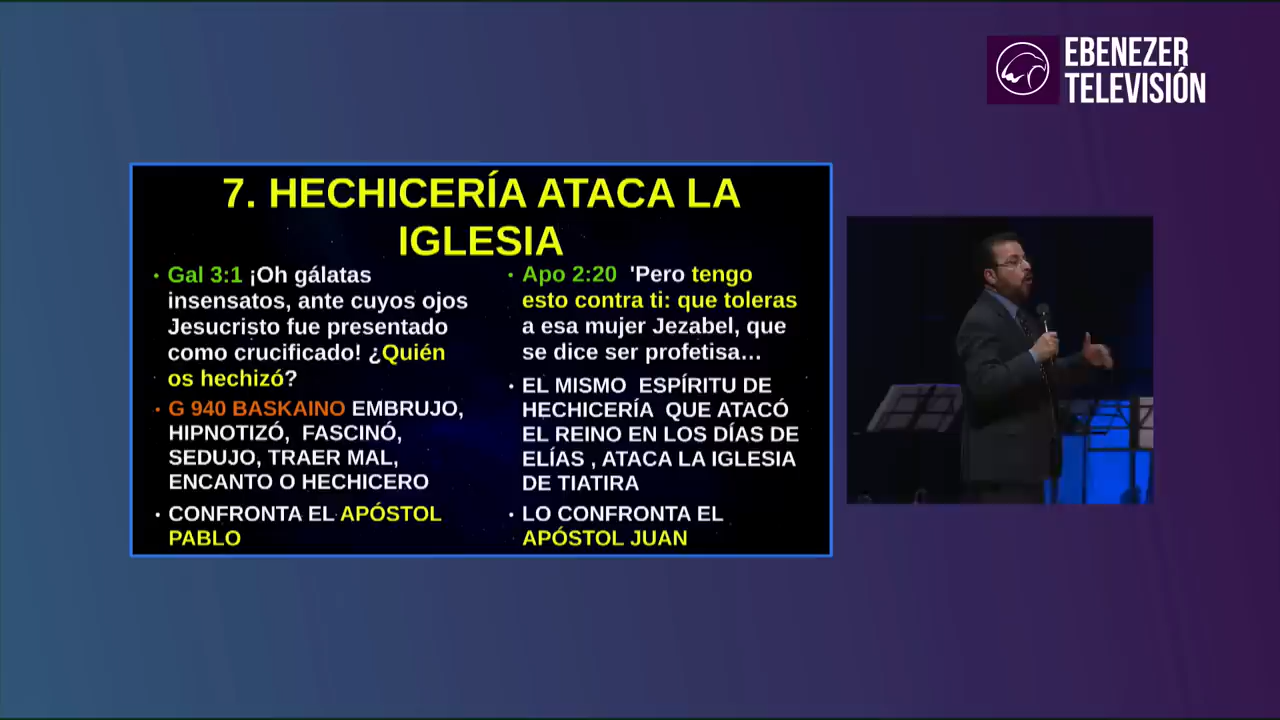 EBENEZER
TELEVISIÓN
7. HECHICERÍA ATACA LA
IGLESIA
• Gal 3:1 ¡Oh gálatas
insensatos, ante cuyos ojos
Jesucristo fue presentado
como crucificado! ¿Quién
os hechizó?
• G 940 BASKAINO EMBRUJO,
HIPNOTIZÓ, FASCINÓ,
SEDUJO, TRAER MAL,
ENCANTO O HECHICERO
• CONFRONTA EL APÓSTOL
PABLO
• Apo 2:20 'Pero tengo
esto contra ti: que toleras
a esa mujer Jezabel, que
se dice ser profetisa…
• EL MISMO ESPÍRITU DE
HECHICERÍA QUE ATACÓ
EL REINO EN LOS DÍAS DE
ELÍAS , ATACA LA IGLESIA
DE TIATIRA
• LO CONFRONTA EL
APÓSTOL JUAN